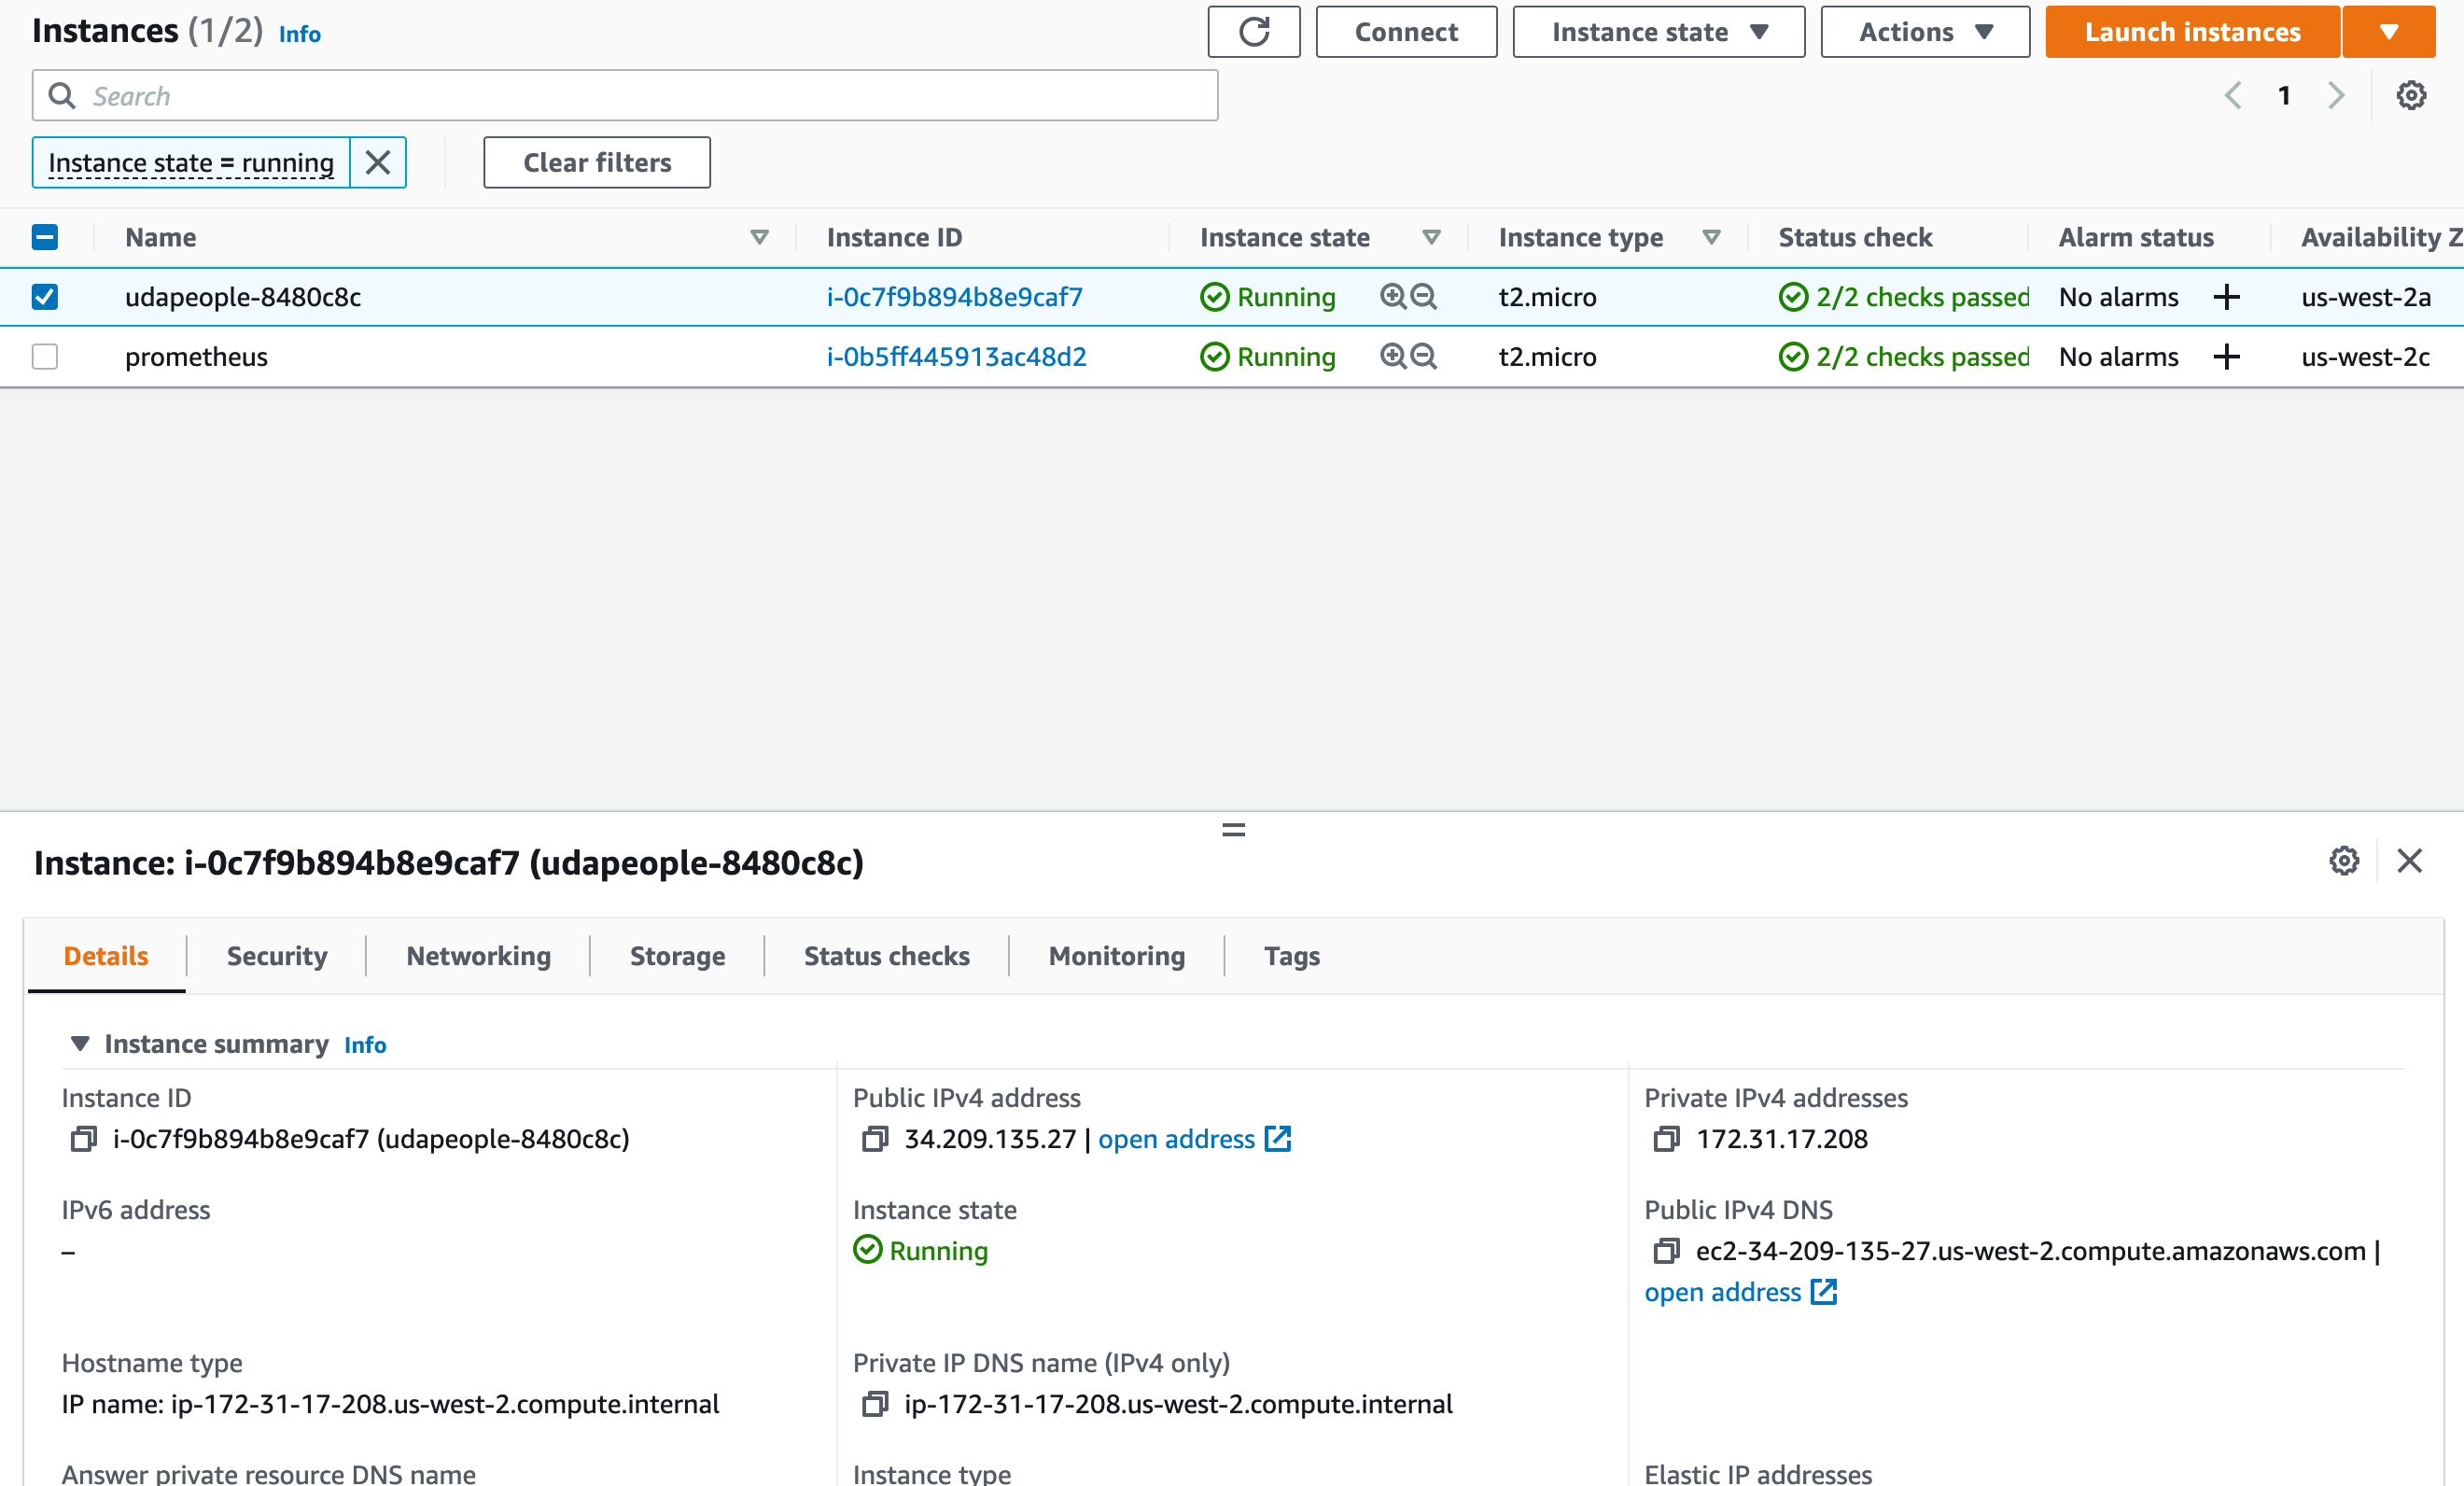 Instances (1/2) Info
Connect
Instance state
Actions
Launch instances
Search
1
Instance state = running
Clear filters
Name Instance ID Instance state Instance type Status check Alarm status Availability Z
udapeople-8480c8c i-0c7f9b894b8e9caf7 Running t2.micro 2/2 checks passed No alarms us-west-2a
prometheus i-0b5ff445913ac48d2 Running t2.micro 2/2 checks passed No alarms us-west-2c
Instance: i-0c7f9b894b8e9caf7 (udapeople-8480c8c)
Details Security Networking Storage Status checks Monitoring Tags
Instance summary Info
Instance ID
i-0c7f9b894b8e9caf7 (udapeople-8480c8c)
Public IPv4 address
34.209.135.27 | open address
Private IPv4 addresses
172.31.17.208
IPv6 address
–
Instance state
Running
Public IPv4 DNS
ec2-34-209-135-27.us-west-2.compute.amazonaws.com |
open address
Hostname type
IP name: ip-172-31-17-208.us-west-2.compute.internal
Private IP DNS name (IPv4 only)
ip-172-31-17-208.us-west-2.compute.internal
Answer private resource DNS name
Instance type
Elastic IP addresses